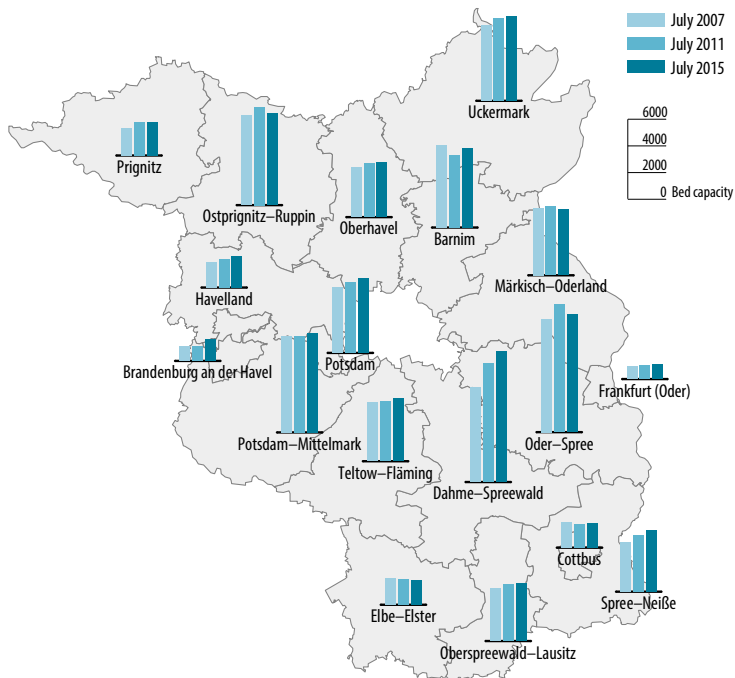 July 2007
July 2011
July 2015
6000
4000
2000
0 Bed capacity
Uckermark
Prignitz
Ostprignitz–Ruppin
Oberhavel
Barnim
Märkisch–Oderland
Havelland
Potsdam
Brandenburg an der Havel
Frankfurt (Oder)
Potsdam–Mittelmark
Oder–Spree
Teltow–Fläming
Dahme–Spreewald
Cottbus
Spree–Neiße
Elbe–Elster
Oberspreewald–Lausitz